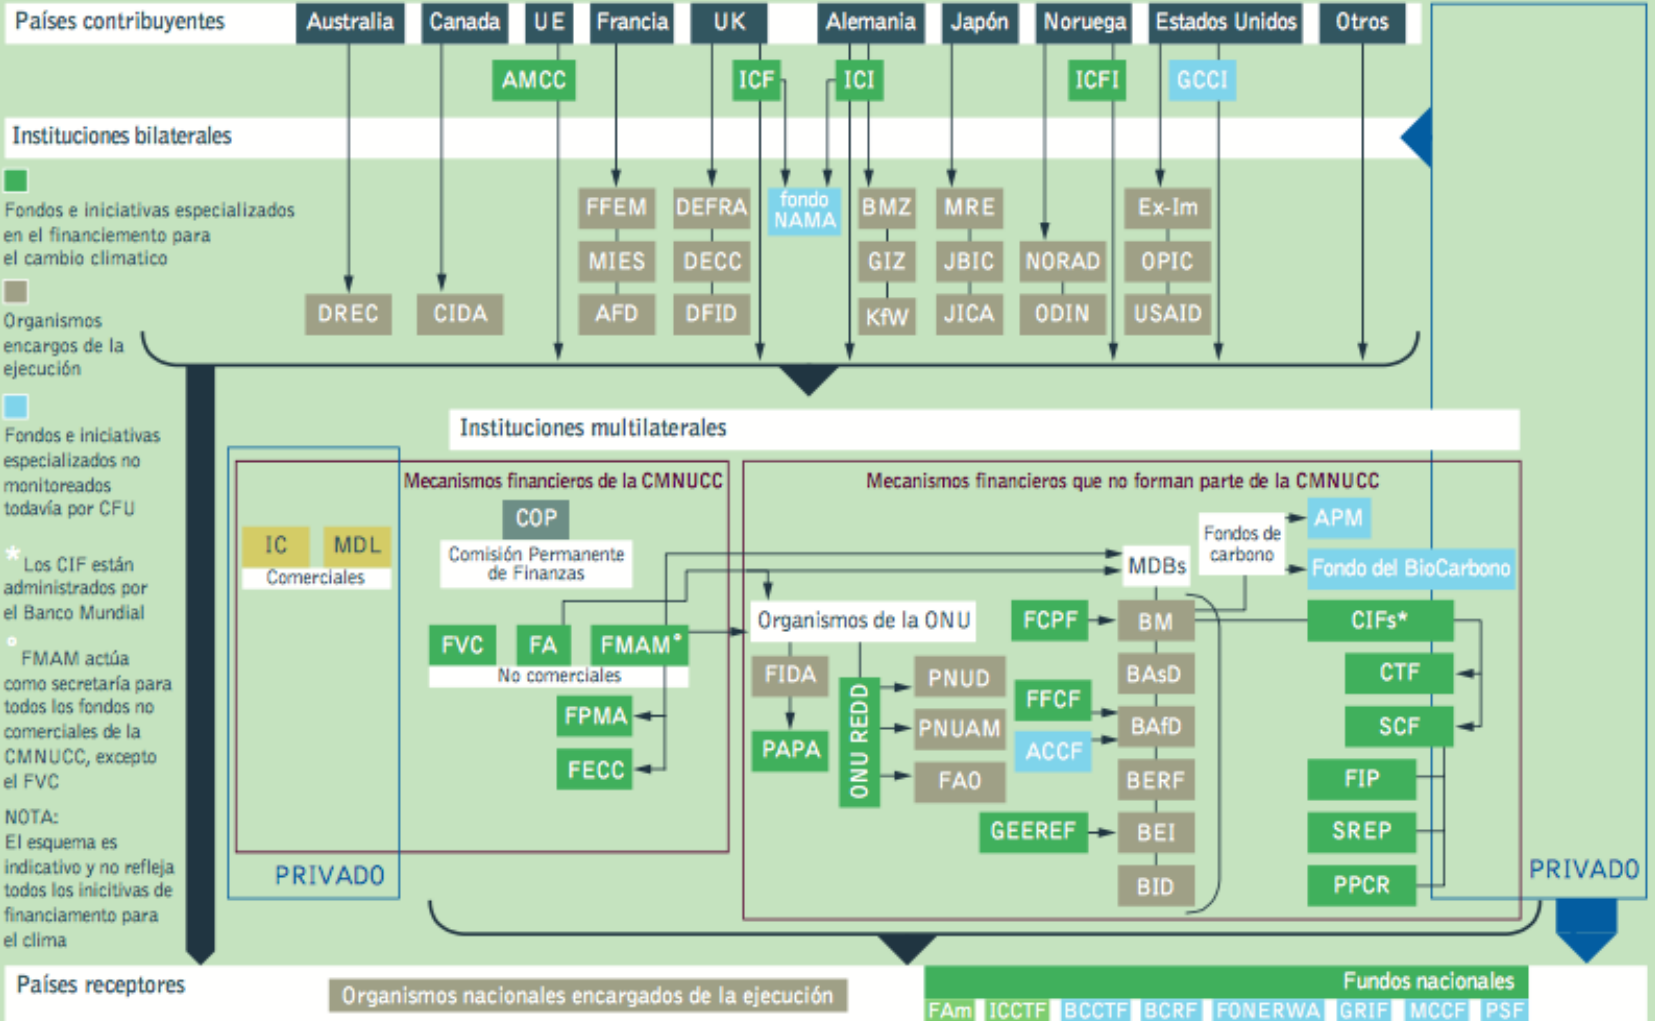 Países contribuyentes
Australia
Canada
UE
Francia
UK
Alemania
Japón
Noruega
Estados Unidos
Otros
AMCC
ICF
ICI
ICFI
GCCI
Instituciones bilaterales
Fondos e iniciativas especializados
en el financiemento para
el cambio climatico
Organismos
encargos de la
ejecución
Fondos e iniciativas
especializados no
monitoreados
todavía por CFU
* Los CIF están
administrados por
el Banco Mundial
° FMAM actúa
como secretaría para
todos los fondos no
comerciales de la
CMNUCC, excepto
el FVC
NOTA:
El esquema es
indicativo y no refleja
todos los inicitivas de
financiamento para
el clima
FFEM
DEFRA
fondo
NAMA
BMZ
MRE
Ex-Im
MIES
DECC
GIZ
JBIC
NORAD
OPIC
DREC
CIDA
AFD
DFID
KfW
JICA
ODIN
USAID
Instituciones multilaterales
Mecanismos financieros de la CMNUCC
COP
Comisión Permanente
de Finanzas
IC
MDL
Comerciales
FVC
FA
FMAM°
No comerciales
FPMA
FECC
PRIVADO
Mecanismos financieros que no forman parte de la CMNUCC
Organismos de la ONU
FIDA
PAPA
ONU REDD
PNUD
PNUAM
FAO
FCPF
FFCF
ACCF
GEEREF
MDBs
BM
BAsD
BAfD
BERF
BEI
BID
Fondos de
carbono
APM
Fondo del BioCarbono
CIFs*
CTF
SCF
FIP
SREP
PPCR
PRIVADO
Países receptores
Organismos nacionales encargados de la ejecución
Fundos nacionales
FAm ICCTF BCCTF BCRF FONERWA GRIF MCCF PSF